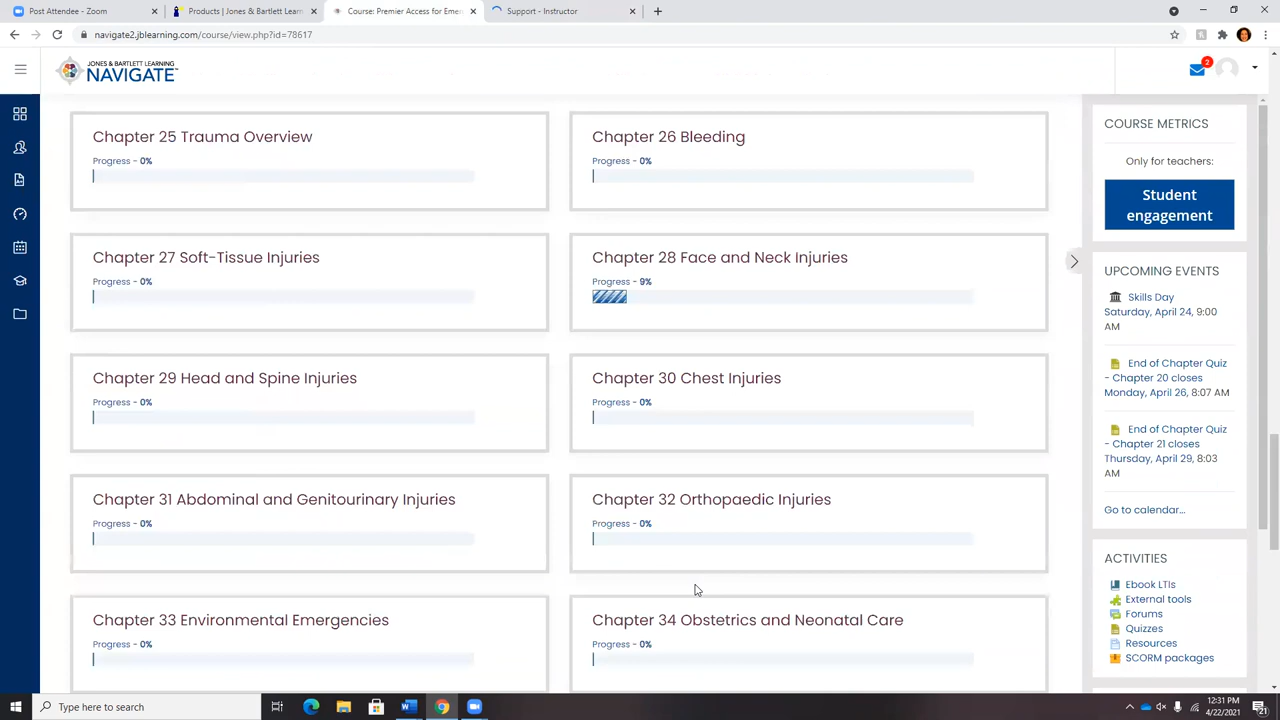 Post Attendee - Zoom
Products | Jones & Bartlett Learn
Course: Premier Access for Emer
Support - Instructor
navigate2.jblearning.com/course/view.php?id=78617
JONES & BARTLETT LEARNING
NAVIGATE
2
Chapter 25 Trauma Overview
Progress - 0%
Chapter 26 Bleeding
Progress - 0%
Chapter 27 Soft-Tissue Injuries
Progress - 0%
Chapter 28 Face and Neck Injuries
Progress - 9%
Chapter 29 Head and Spine Injuries
Progress - 0%
Chapter 30 Chest Injuries
Progress - 0%
Chapter 31 Abdominal and Genitourinary Injuries
Progress - 0%
Chapter 32 Orthopaedic Injuries
Progress - 0%
Chapter 33 Environmental Emergencies
Progress - 0%
Chapter 34 Obstetrics and Neonatal Care
Progress - 0%
COURSE METRICS
Only for teachers:
Student
engagement
UPCOMING EVENTS
Skills Day
Saturday, April 24, 9:00
AM
End of Chapter Quiz
- Chapter 20 closes
Monday, April 26, 8:07 AM
End of Chapter Quiz
- Chapter 21 closes
Thursday, April 29, 8:03
AM
Go to calendar...
ACTIVITIES
Ebook LTIs
External tools
Forums
Quizzes
Resources
SCORM packages
Type here to search
12:31 PM
4/22/2021
21